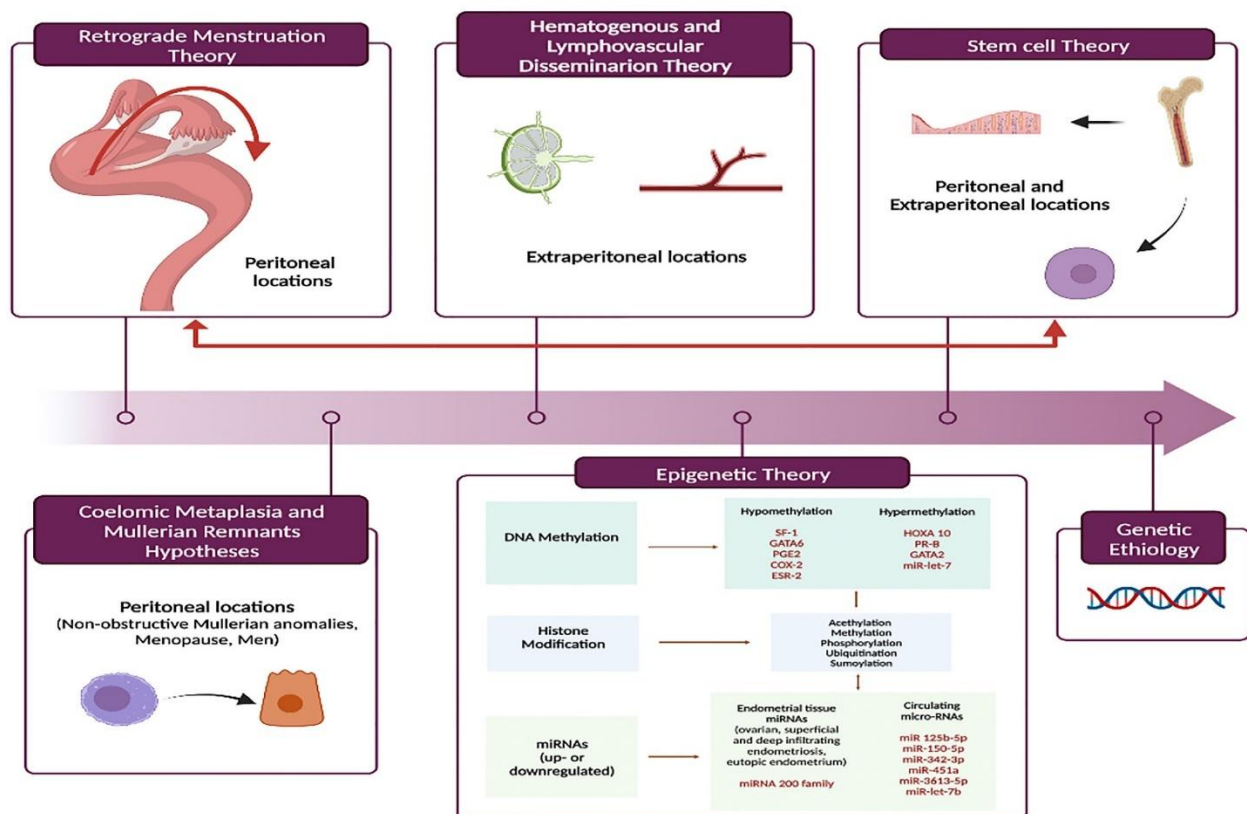 Retrograde Menstruation
Theory
Peritoneal
locations
Hematogenous and
Lymphovascular
Disseminarion Theory
Extraperitoneal locations
Stem cell Theory
Peritoneal and
Extraperitoneal locations
Coelomic Metaplasia and
Mullerian Remnants
Hypotheses
Peritoneal locations
(Non-obstructive Mullerian anomalies,
Menopause, Men)
Epigenetic Theory
DNA Methylation
Hypomethylation
SF-1
GATA6
PGE2
COX-2
ESR-2
Hypermethylation
HOXA 10
PR-B
GATA2
miR-let-7
Histone
Modification
Acethylation
Methylation
Phosphorylation
Ubiquitination
Sumoylation
miRNAs
(up- or
downregulated)
Endometrial tissue
miRNAs
(ovarian, superficial
and deep infiltrating
endometriosis,
eutopic endometrium)
miRNA 200 family
Circulating
micro-RNAs
miR 125b-5p
miR-150-5p
miR-342-3p
miR-451a
miR-3613-5p
miR-let-7b
Genetic
Ethiology